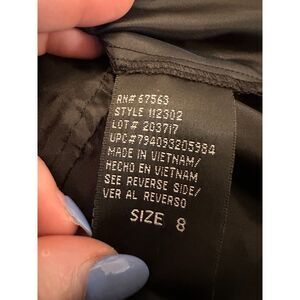 RN# 67563
STYLE 112302
LOT# 203717
UPC#794093205984
MADE IN VIETNAM/
HECHO EN VIETNAM
SEE REVERSE SIDE/
VER AL REVERSO
SIZE 8